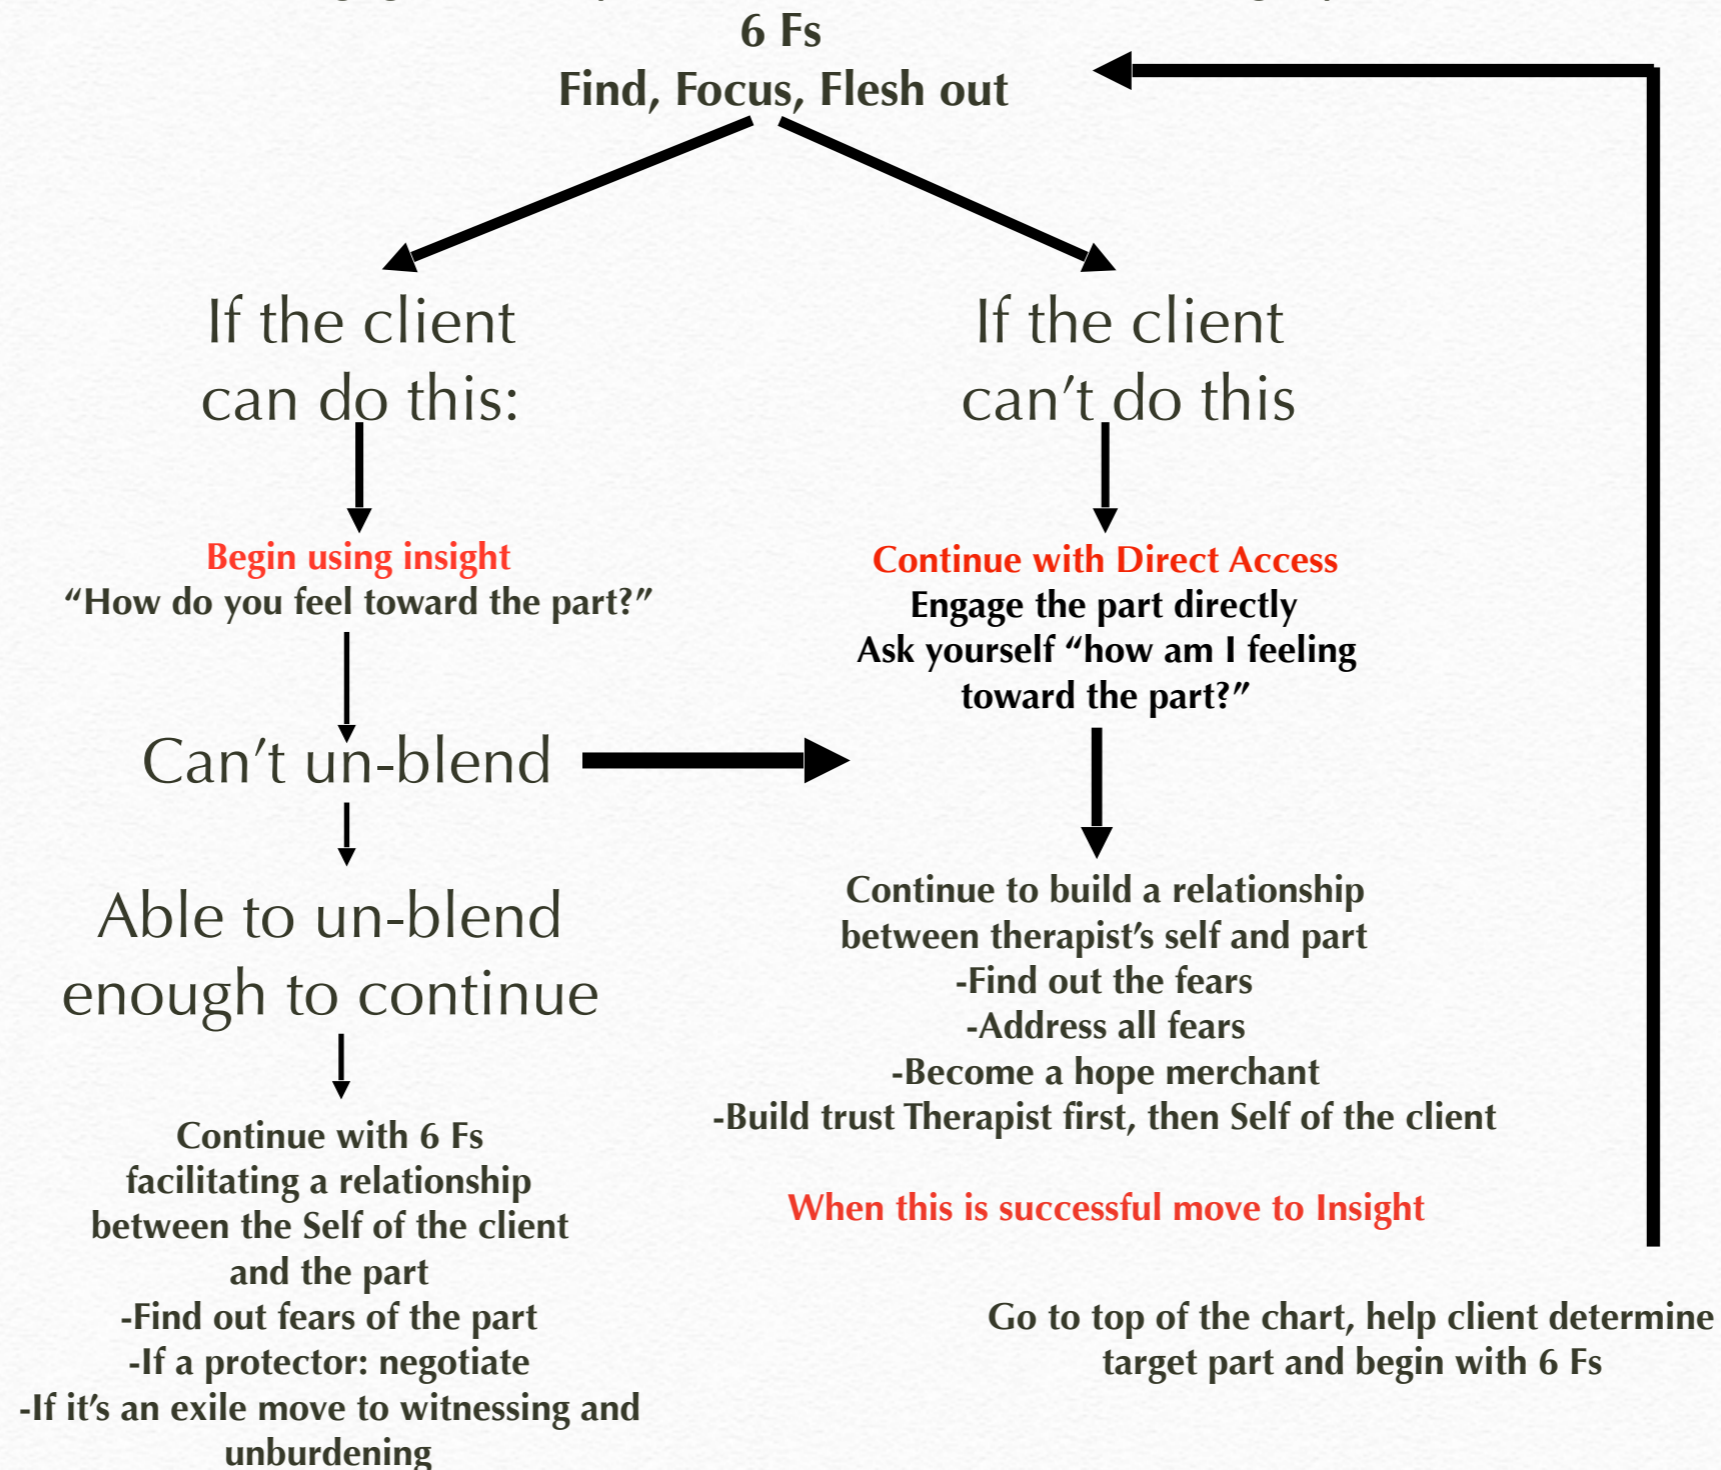 6 Fs
Find, Focus, Flesh out
If the client
can do this:
If the client
can't do this
Begin using insight
“How do you feel toward the part?”
Continue with Direct Access
Engage the part directly
Ask yourself “how am I feeling
toward the part?”
Can't un-blend
Able to un-blend
enough to continue
Continue to build a relationship
between therapist's self and part
-Find out the fears
-Address all fears
-Become a hope merchant
-Build trust Therapist first, then Self of the client
Continue with 6 Fs
facilitating a relationship
between the Self of the client
and the part
-Find out fears of the part
-If a protector: negotiate
-If it's an exile move to witnessing and
unburdening
When this is successful move to Insight
Go to top of the chart, help client determine
target part and begin with 6 Fs